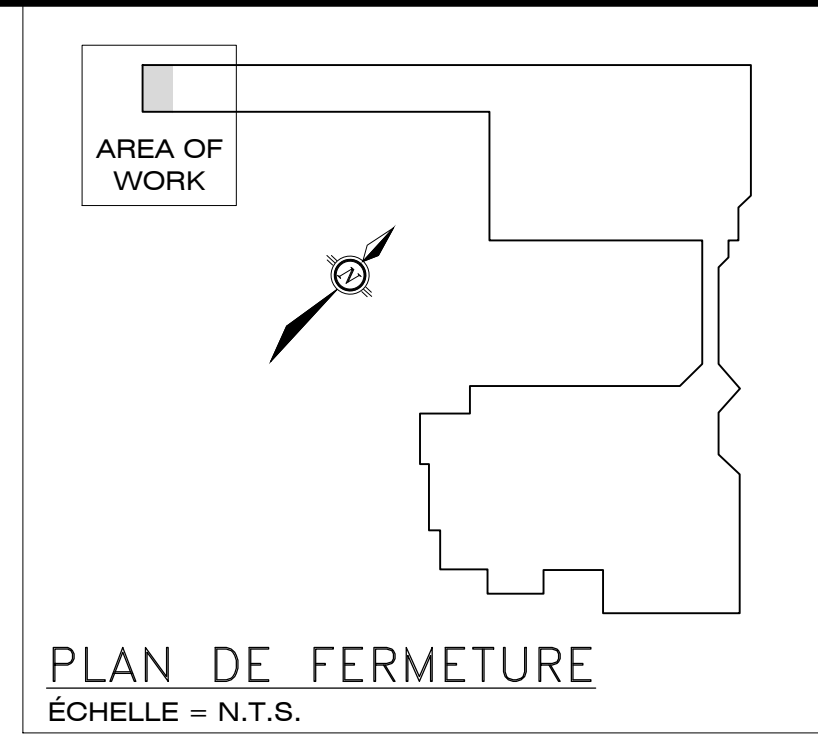 AREA OF
WORK
N
PLAN DE FERMETURE
ÉCHELLE = N.T.S.